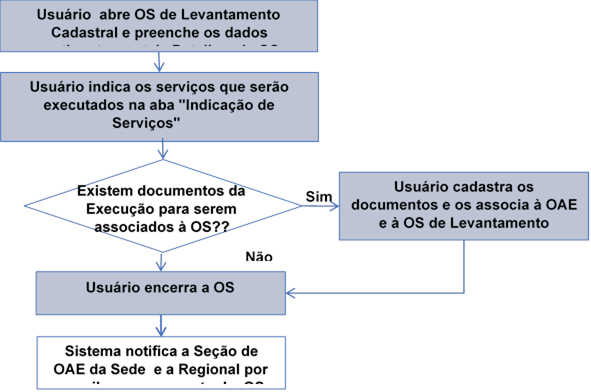 Usuário abre OS de Levantamento
Cadastral e preenche os dados
Usuário indica os serviços que serão
executados na aba "Indicação de
Serviços"
Existem documentos da
Execução para serem
associados à OS??
Sim
Usuário cadastra os
documentos e os associa à OAE
e à OS de Levantamento
Não
Usuário encerra a OS
Sistema notifica a Seção de
OAE da Sede e a Regional por